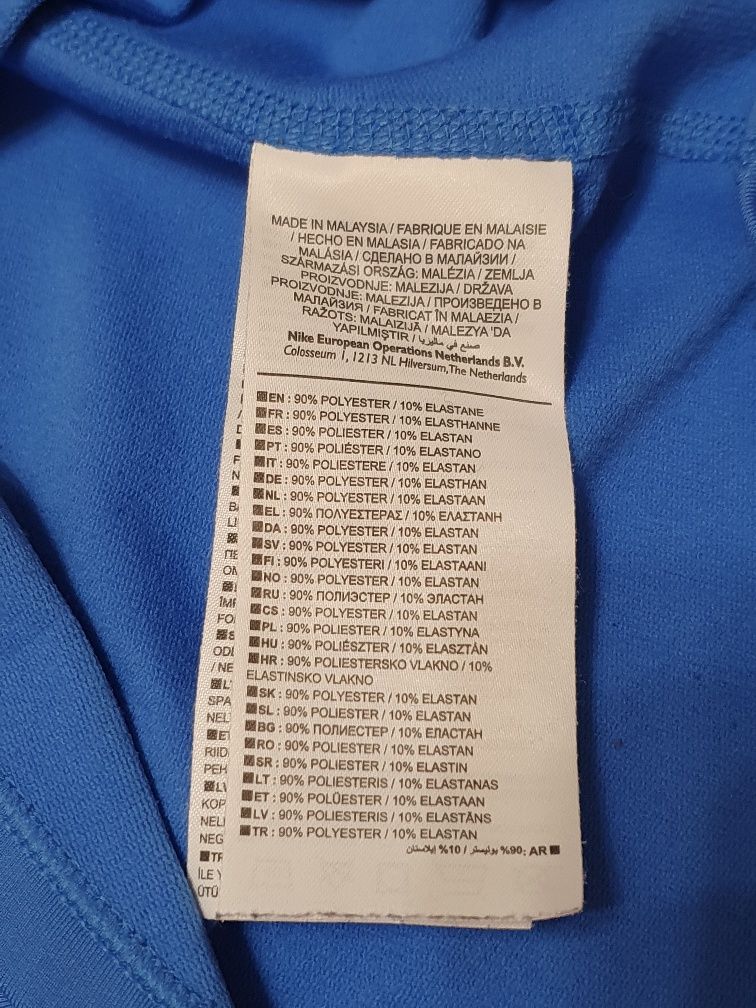 MADE IN MALAYSIA / FABRIQUE EN MALAISIE
/ HECHO EN MALASIA / FABRICADO NA
MALÁSIA / СДЕЛАНО В МАЛАЙЗИИ /
SZÁRMAZÁSI ORSZÁG: MALÉZIA / ZEMLJA
PROIZVODNJE: MALEZIJA / DRŽAVA
PROIZVODNJE: MALEZIJA / ПРОИЗВЕДЕНО В
МАЛАЙЗИЯ / FABRICAT ÎN MALAEZIA /
RAŽOTS: MALAIZIJĀ / MALEZYA 'DA
YAPILMIŞTIR / صنع في ماليزيا
Nike European Operations Netherlands B.V.
Colosseum 1, 1213 NL Hilversum, The Netherlands
EN : 90% POLYESTER / 10% ELASTANE
FR : 90% POLYESTER / 10% ELASTHANNE
ES : 90% POLIESTER / 10% ELASTAN
PT : 90% POLIÉSTER / 10% ELASTANO
IT : 90% POLIESTERE / 10% ELASTAN
DE : 90% POLYESTER / 10% ELASTHAN
NL : 90% POLYESTER / 10% ELASTAAN
EL : 90% ΠΟΛΥΕΣΤΕΡΑΣ / 10% ΕΛΑΣΤΑΝΗ
DA : 90% POLYESTER / 10% ELASTAN
SV : 90% POLYESTER / 10% ELASTAN
FI : 90% POLYESTERI / 10% ELASTAANI
NO : 90% POLYESTER / 10% ELASTAN
RU : 90% ПОЛИЭСТЕР / 10% ЭЛАСТАН
CS : 90% POLYESTER / 10% ELASTAN
PL : 90% POLIESTER / 10% ELASTYNA
HU : 90% POLIÉSZTER / 10% ELASZTÁN
HR : 90% POLIESTERSKO VLAKNO / 10%
ELASTINSKO VLAKNO
SK : 90% POLYESTER / 10% ELASTAN
SL : 90% POLIESTER / 10% ELASTAN
BG : 90% ПОЛИЕСТЕР / 10% ЕЛАСТАН
RO : 90% POLIESTER / 10% ELASTAN
SR : 90% POLIESTER / 10% ELASTIN
LT : 90% POLIESTERIS / 10% ELASTANAS
ET : 90% POLÜESTER / 10% ELASTAAN
LV : 90% POLIESTERIS / 10% ELASTĀNS
TR : 90% POLYESTER / 10% ELASTAN
AR :90% بوليستر / 10% إيلاستان